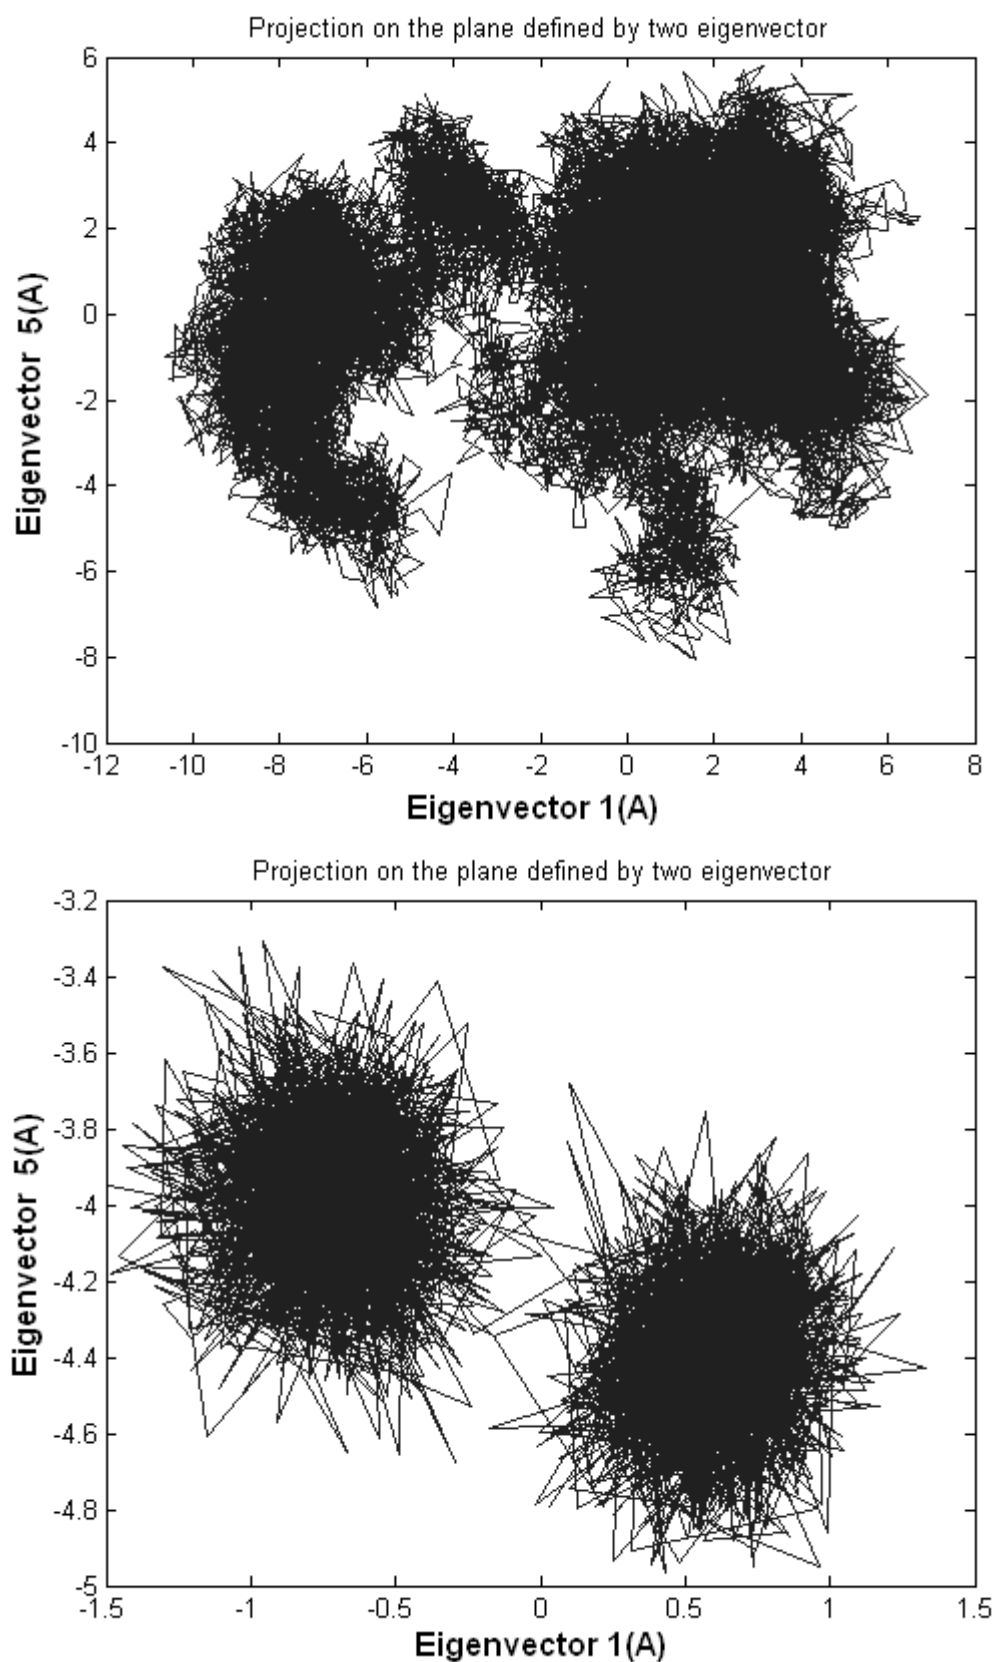 Projection on the plane defined by two eigenvector
6
4
2
0
-2
-4
-6
-8
-10
Eigenvector 5(A)
-12 -10 -8 -6 -4 -2 0 2 4 6 8
Eigenvector 1(A)
Projection on the plane defined by two eigenvector
-3.2
-3.4
-3.6
-3.8
-4
-4.2
-4.4
-4.6
-4.8
-5
Eigenvector 5(A)
-1.5 -1 -0.5 0 0.5 1 1.5
Eigenvector 1(A)